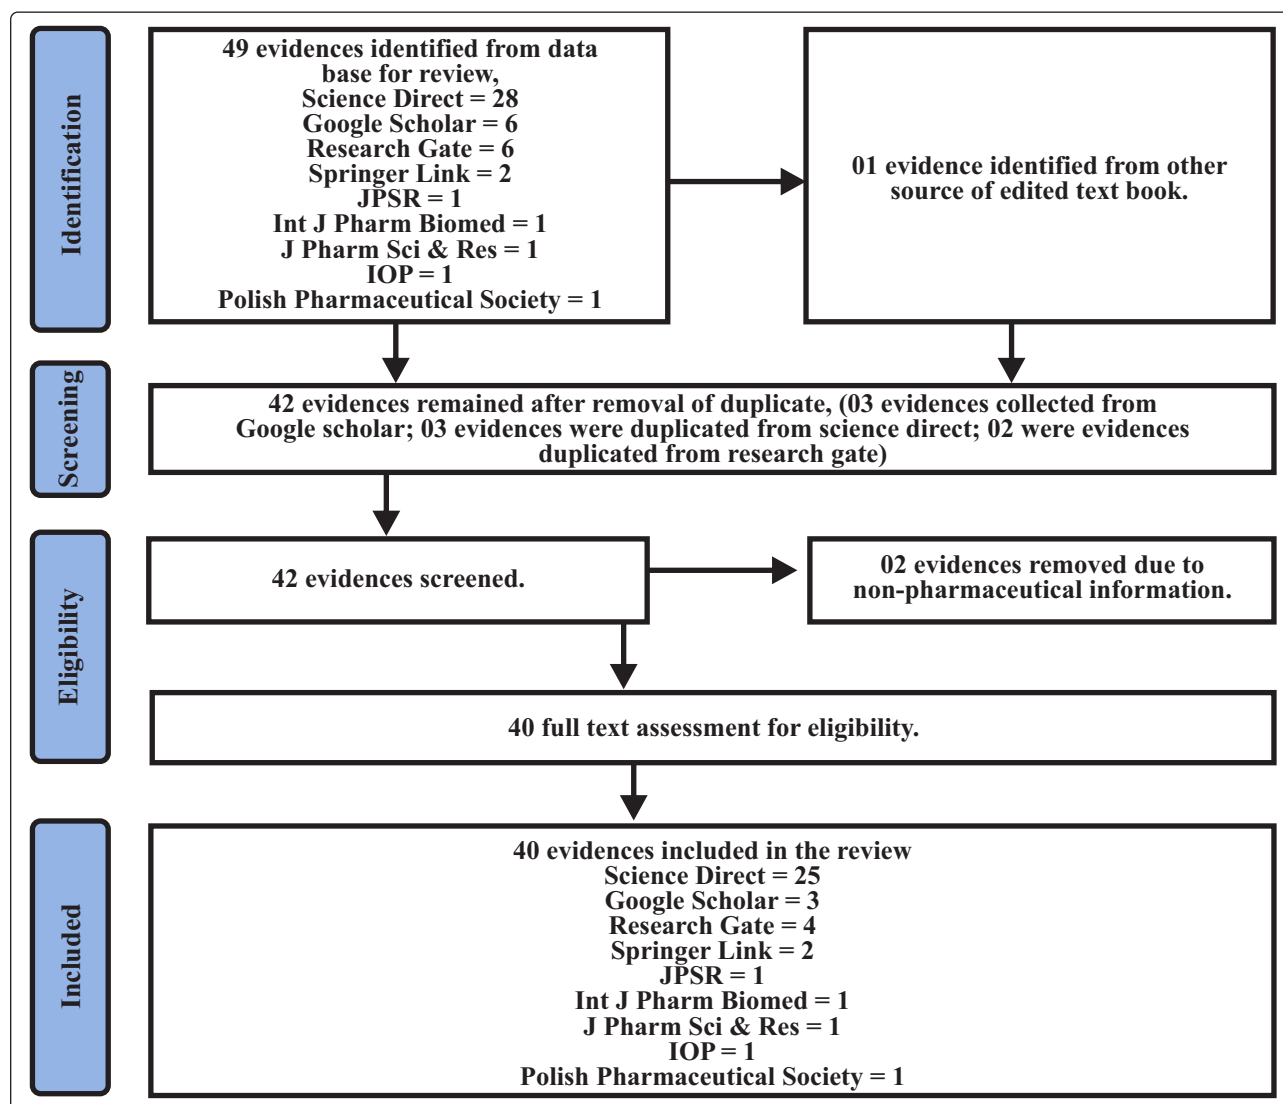 Identification
49 evidences identified from data
base for review,
Science Direct = 28
Google Scholar = 6
Research Gate = 6
Springer Link = 2
JPSR = 1
Int J Pharm Biomed = 1
J Pharm Sci & Res = 1
IOP = 1
Polish Pharmaceutical Society = 1
01 evidence identified from other
source of edited text book.
Screening
42 evidences remained after removal of duplicate, (03 evidences collected from
Google scholar; 03 evidences were duplicated from science direct; 02 were evidences
duplicated from research gate)
Eligibility
42 evidences screened.
02 evidences removed due to
non-pharmaceutical information.
40 full text assessment for eligibility.
Included
40 evidences included in the review
Science Direct = 25
Google Scholar = 3
Research Gate = 4
Springer Link = 2
JPSR = 1
Int J Pharm Biomed = 1
J Pharm Sci & Res = 1
IOP = 1
Polish Pharmaceutical Society = 1